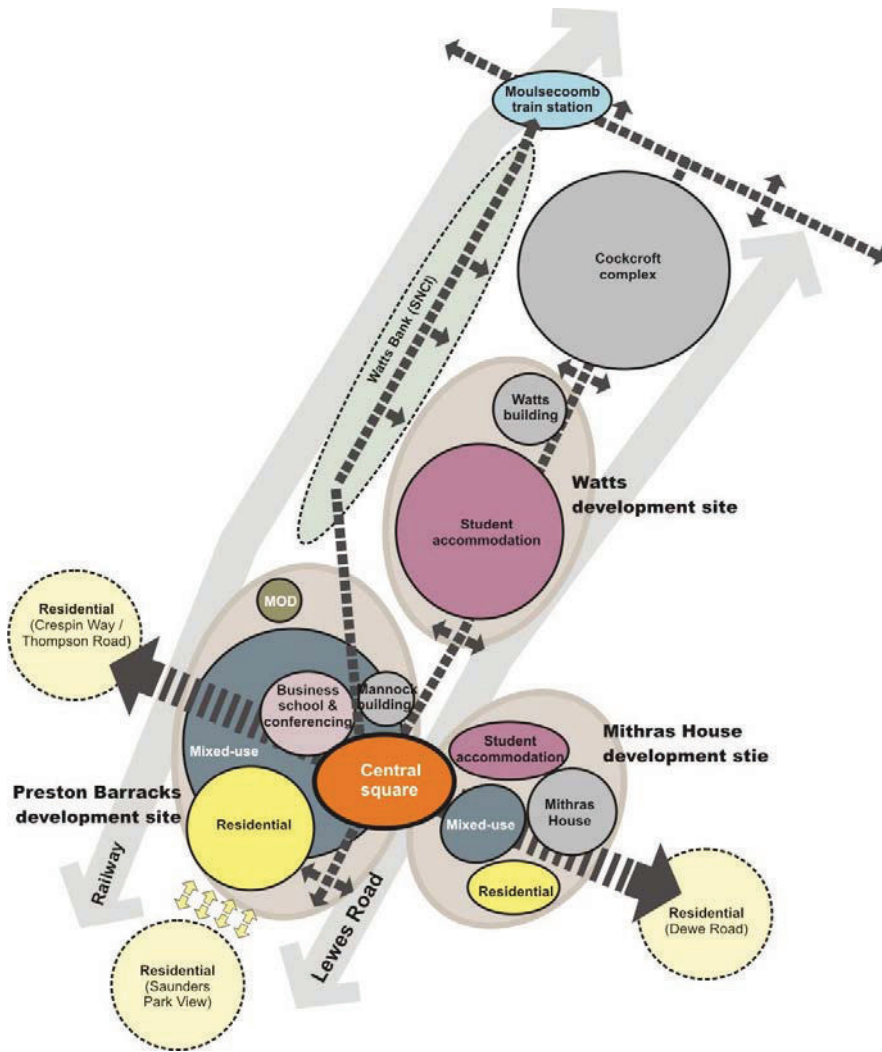 Moulsecoomb
train station
Cockcroft
complex
Watts Bank (SNCI)
Watts
building
Watts
development site
Student
accommodation
MOD
Residential
(Crespin Way /
Thompson Road)
Business
school &
conferencing
Mannock
building
Mixed-use
Central
square
Student
accommodation
Mithras House
development stie
Preston Barracks
development site
Residential
Mixed-use
Mithras
House
Residential
Railway
Lewes Road
Residential
(Dewe Road)
Residential
(Saunders
Park View)